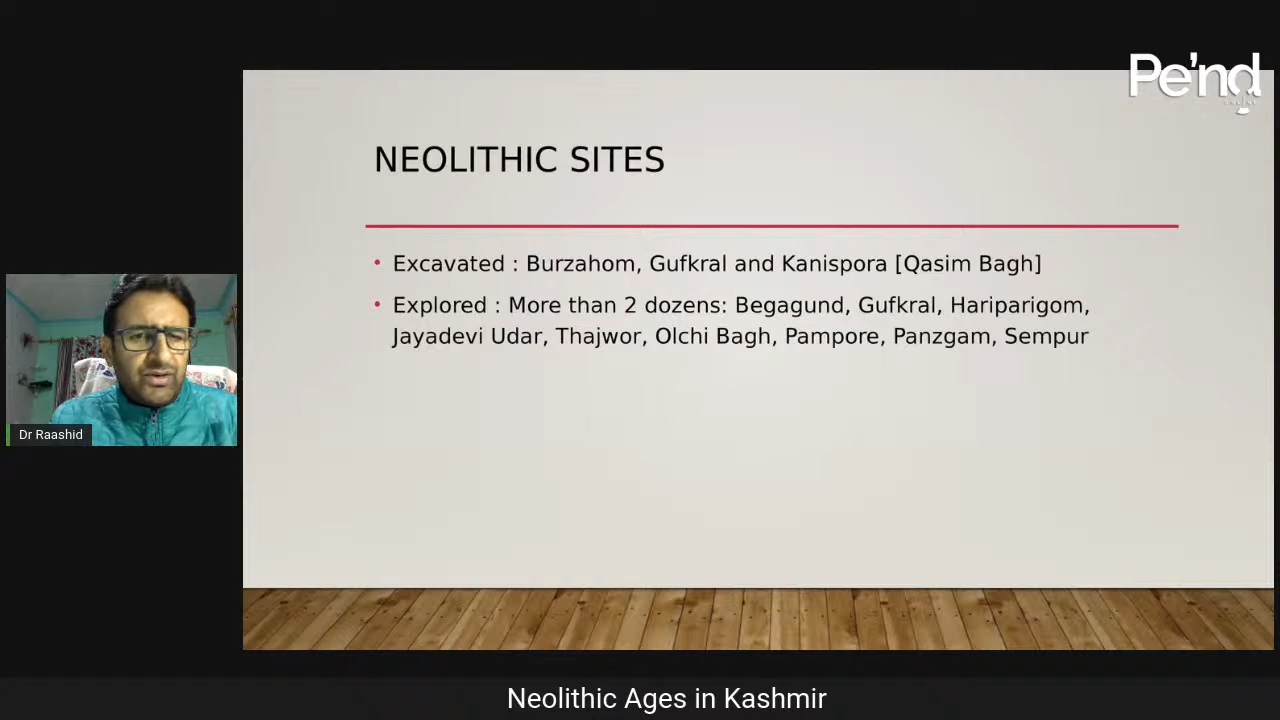 Pe'nd
NEOLITHIC SITES
• Excavated : Burzahom, Gufkral and Kanispora [Qasim Bagh]
• Explored : More than 2 dozens: Begagund, Gufkral, Hariparigom,
Jayadevi Udar, Thajwor, Olchi Bagh, Pampore, Panzgam, Sempur
Dr Raashid
Neolithic Ages in Kashmir